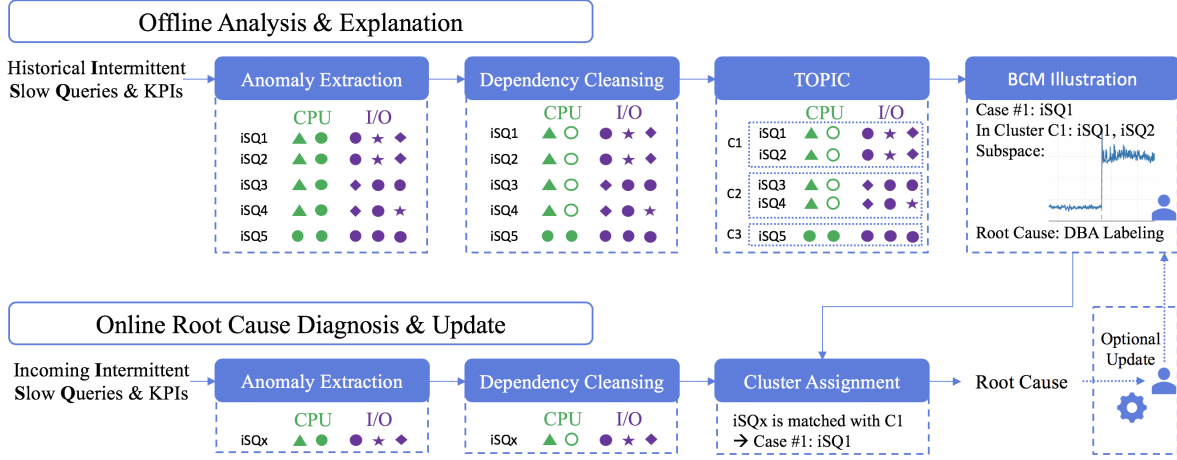 Offline Analysis & Explanation
Historical Intermittent
Slow Queries & KPIs
Anomaly Extraction
CPU I/O
iSQ1
iSQ2
iSQ3
iSQ4
iSQ5
Dependency Cleansing
CPU I/O
iSQ1
iSQ2
iSQ3
iSQ4
iSQ5
TOPIC
CPU I/O
C1
iSQ1
iSQ2
C2
iSQ3
iSQ4
C3
iSQ5
BCM Illustration
Case #1: iSQ1
In Cluster C1: iSQ1, iSQ2
Subspace:
Root Cause: DBA Labeling
Online Root Cause Diagnosis & Update
Incoming Intermittent
Slow Queries & KPIs
Anomaly Extraction
CPU I/O
iSQx
Dependency Cleansing
CPU I/O
iSQx
Cluster Assignment
iSQx is matched with C1
→ Case #1: iSQ1
Root Cause
Optional
Update